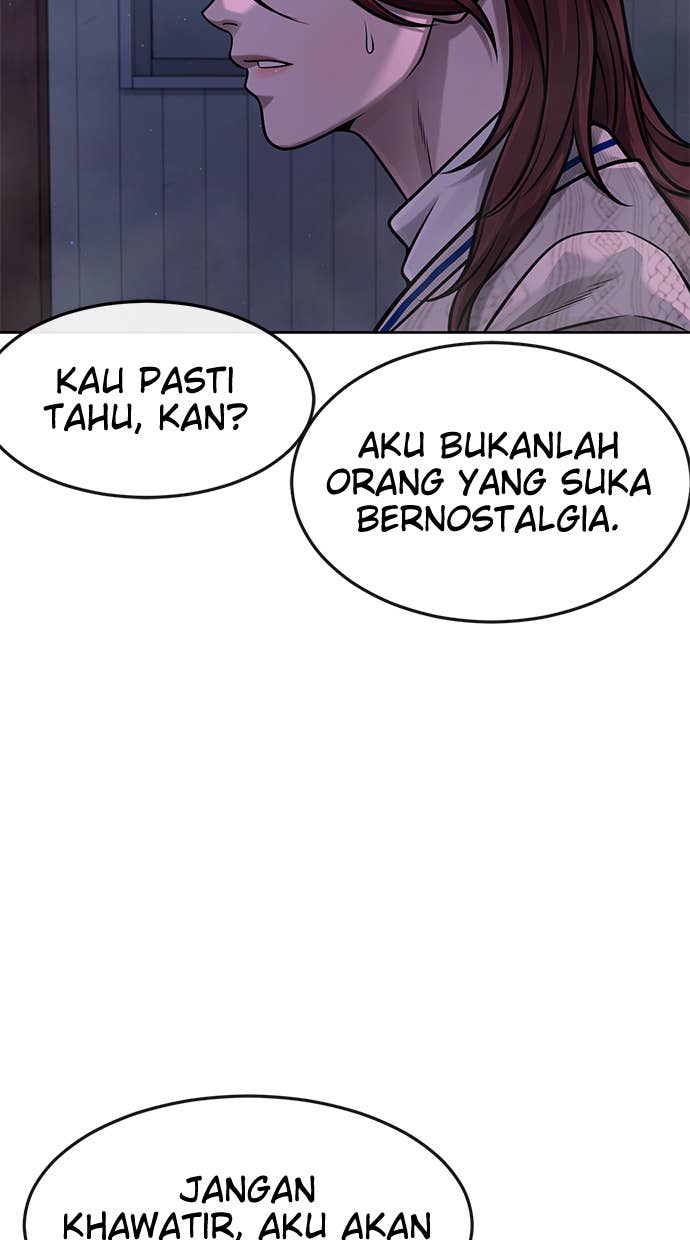 KAU PASTI
TAHU, KAN?
AKU BUKANLAH
ORANG YANG SUKA
BERNOSTALGIA.
JANGAN
KHAWATIR, AKU AKAN